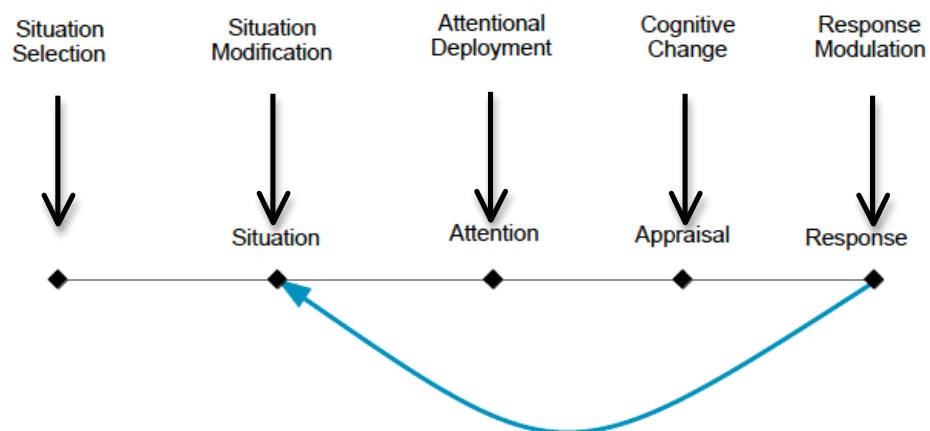 Situation
Selection
Situation
Modification
Attentional
Deployment
Cognitive
Change
Response
Modulation
Situation
Attention
Appraisal
Response